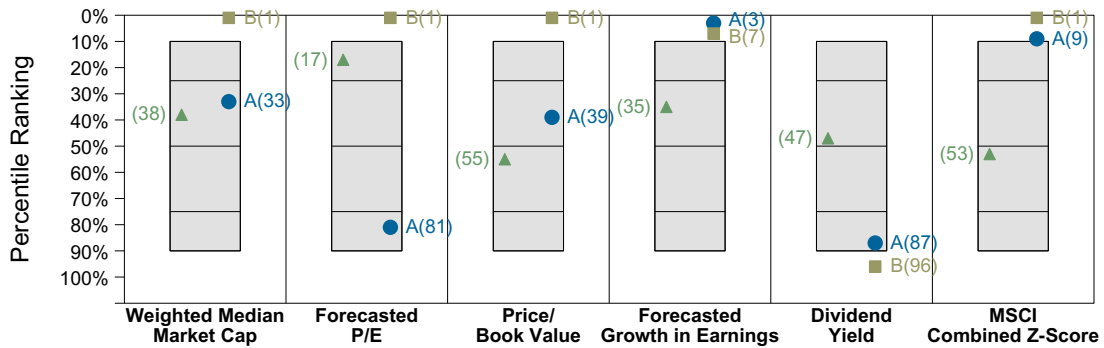 Percentile Ranking
0%
10%
20%
30%
40%
50%
60%
70%
80%
90%
100%
(38)
B(1)
A(33)
(17)
B(1)
A(81)
(55)
B(1)
A(39)
(35)
A(3)
B(7)
(47)
A(87)
B(96)
(53)
B(1)
A(9)
Weighted Median
Market Cap
Forecasted
P/E
Price/
Book Value
Forecasted
Growth in Earnings
Dividend
Yield
MSCI
Combined Z-Score